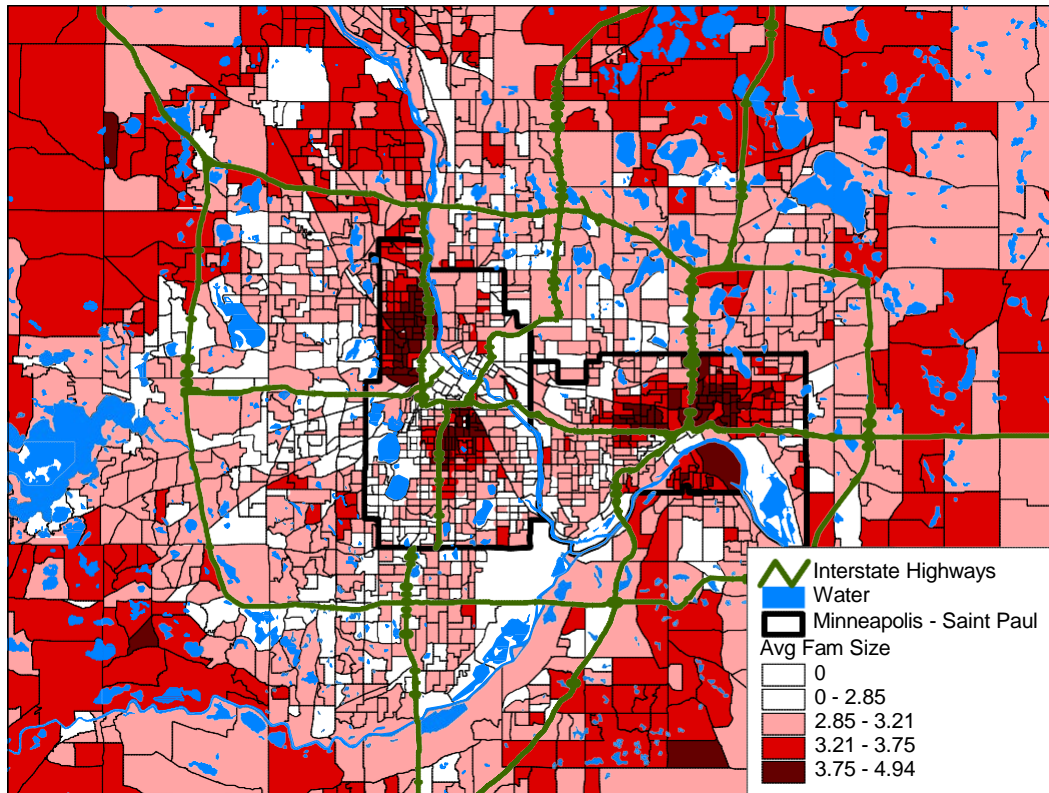 Interstate Highways
Water
Minneapolis - Saint Paul
Avg Fam Size
0
0 - 2.85
2.85 - 3.21
3.21 - 3.75
3.75 - 4.94